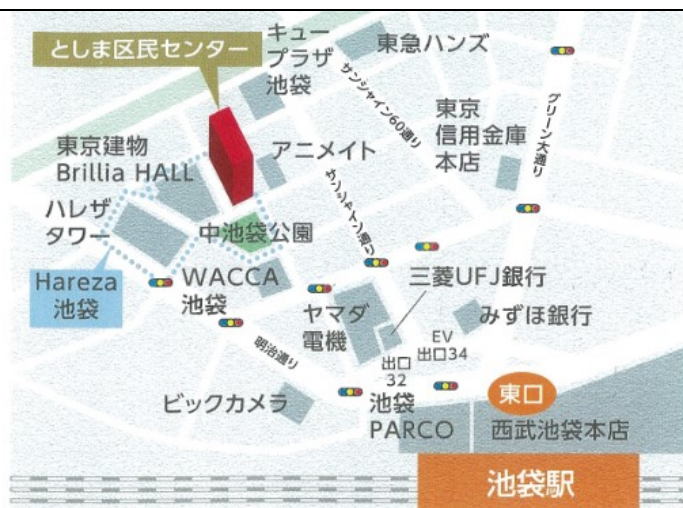 としま区民センター
キュー
プラザ
池袋
東急ハンズ
サンシャイン60通り
グリーン大通り
東京
信用金庫
本店
東京建物
Brillia HALL
アニメイト
サンシャイン通り
ハレザ
タワー
中池袋公園
Hareza
池袋
WACCA
池袋
三菱UFJ銀行
ヤマダ
電機
みずほ銀行
明治通り
EV
出口34
出口
32
ビックカメラ
池袋
PARCO
東口
西武池袋本店
池袋駅